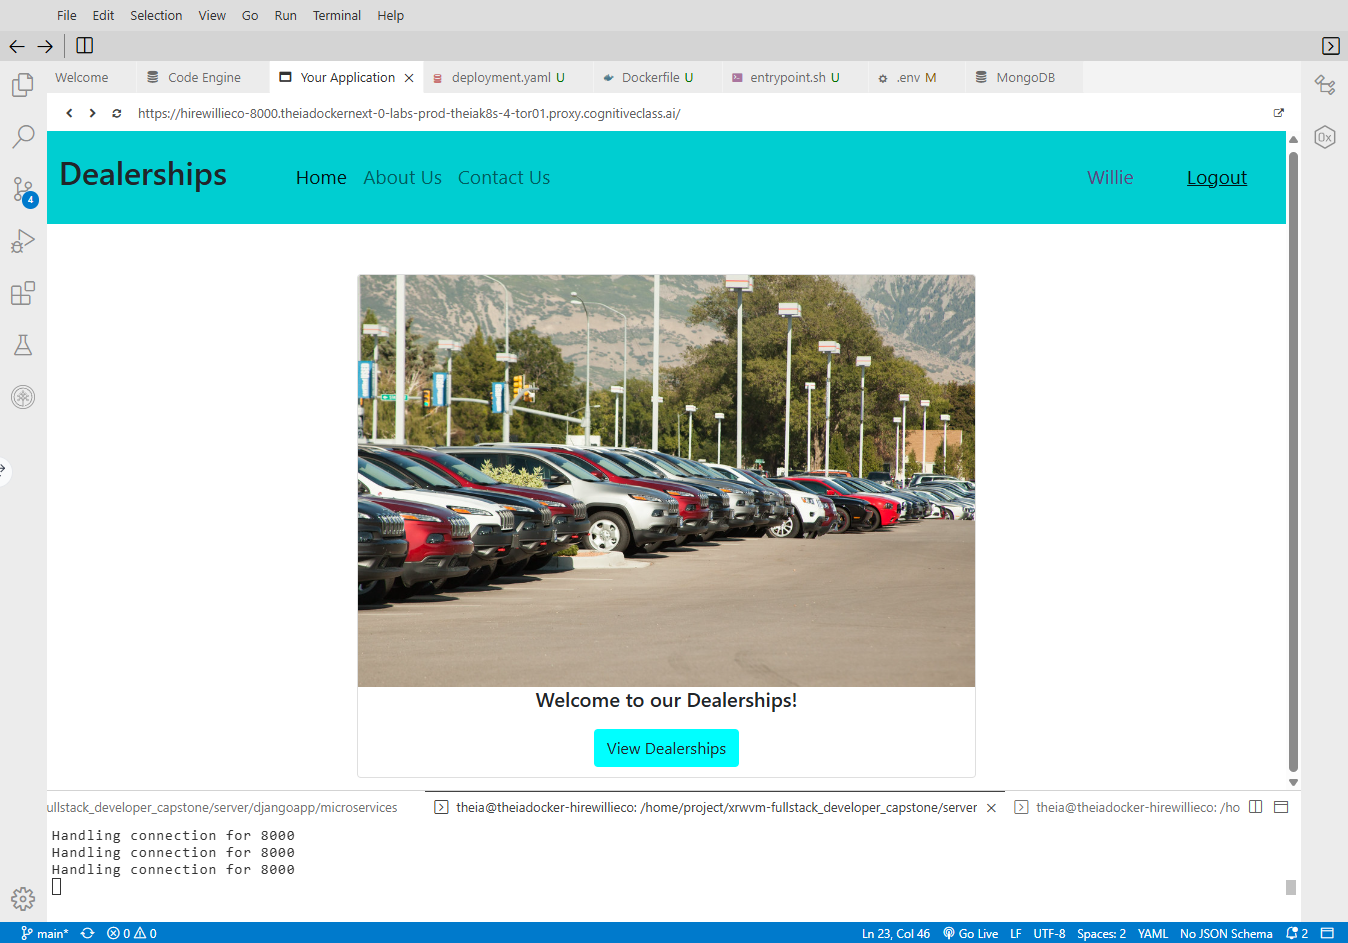 File Edit Selection View Go Run Terminal Help
Welcome Code Engine Your Application deployment.yaml U Dockerfile U entrypoint.sh U .env M MongoDB
https://hirewillieco-8000.theiadockernext-0-labs-prod-theiak8s-4-tor01.proxy.cognitiveclass.ai/
Dealerships Home About Us Contact Us Willie Logout
4
0x
Welcome to our Dealerships!
View Dealerships
ullstack_developer_capstone/server/djangoapp/microservices theia@theiadocker-hirewillieco: /home/project/xrwvm-fullstack_developer_capstone/server theia@theiadocker-hirewillieco: /ho
Handling connection for 8000
Handling connection for 8000
Handling connection for 8000
main* 0 0 Ln 23, Col 46 Go Live LF UTF-8 Spaces: 2 YAML No JSON Schema 2